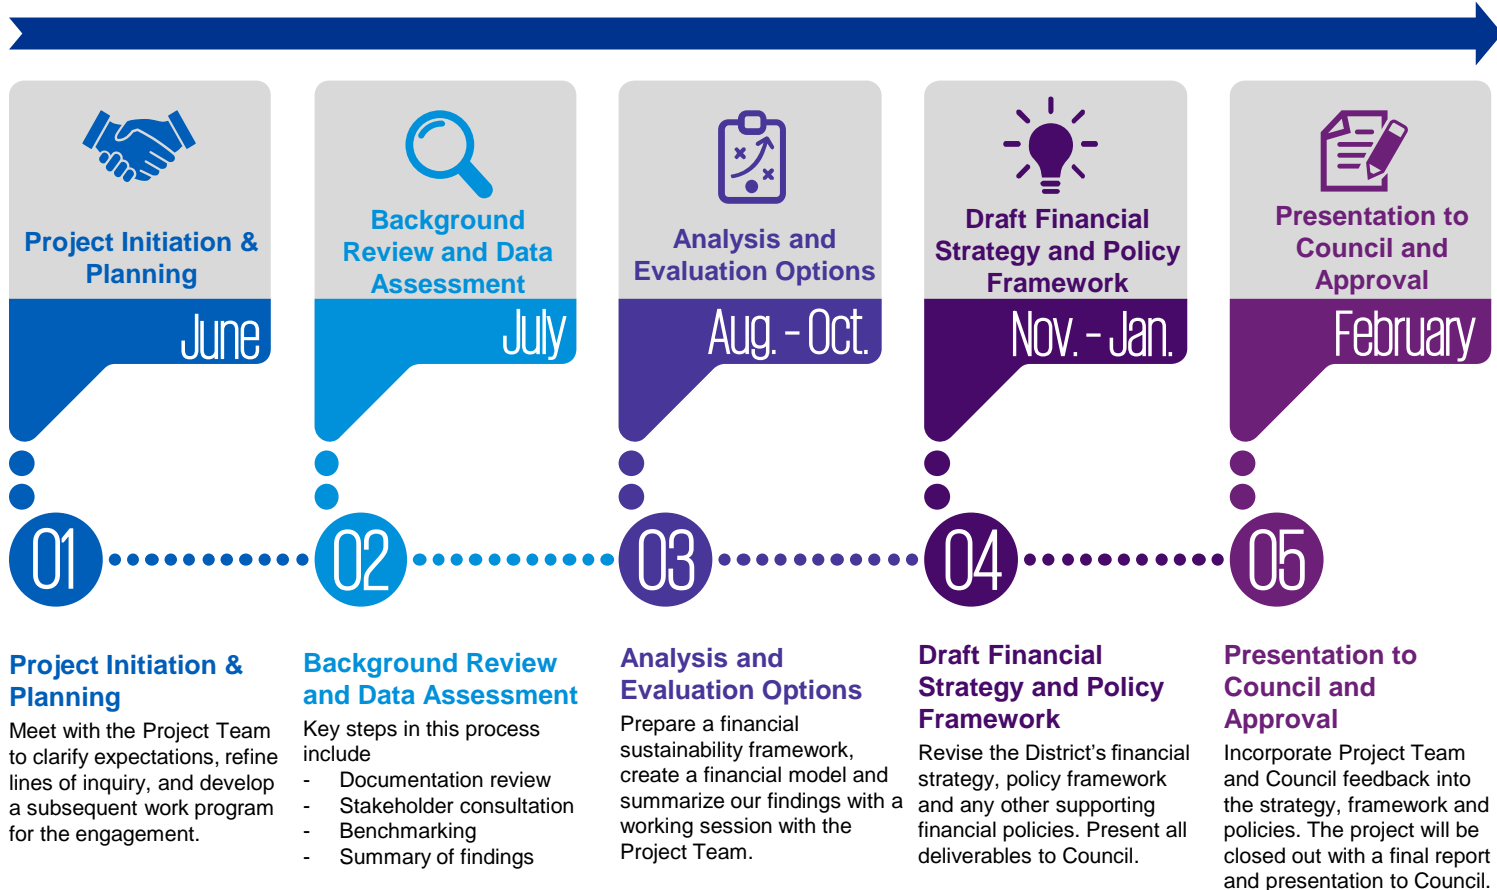 Project Initiation &
Planning
June
Background
Review and Data
Assessment
July
Analysis and
Evaluation Options
Aug. - Oct.
Draft Financial
Strategy and Policy
Framework
Nov. - Jan.
Presentation to
Council and
Approval
February
01
02
03
04
05
Project Initiation &
Planning
Meet with the Project Team
to clarify expectations, refine
lines of inquiry, and develop
a subsequent work program
for the engagement.
Background Review
and Data Assessment
Key steps in this process
include
- Documentation review
- Stakeholder consultation
- Benchmarking
- Summary of findings
Analysis and
Evaluation Options
Prepare a financial
sustainability framework,
create a financial model and
summarize our findings with a
working session with the
Project Team.
Draft Financial
Strategy and Policy
Framework
Revise the District's financial
strategy, policy framework
and any other supporting
financial policies. Present all
deliverables to Council.
Presentation to
Council and
Approval
Incorporate Project Team
and Council feedback into
the strategy, framework and
policies. The project will be
closed out with a final report
and presentation to Council.